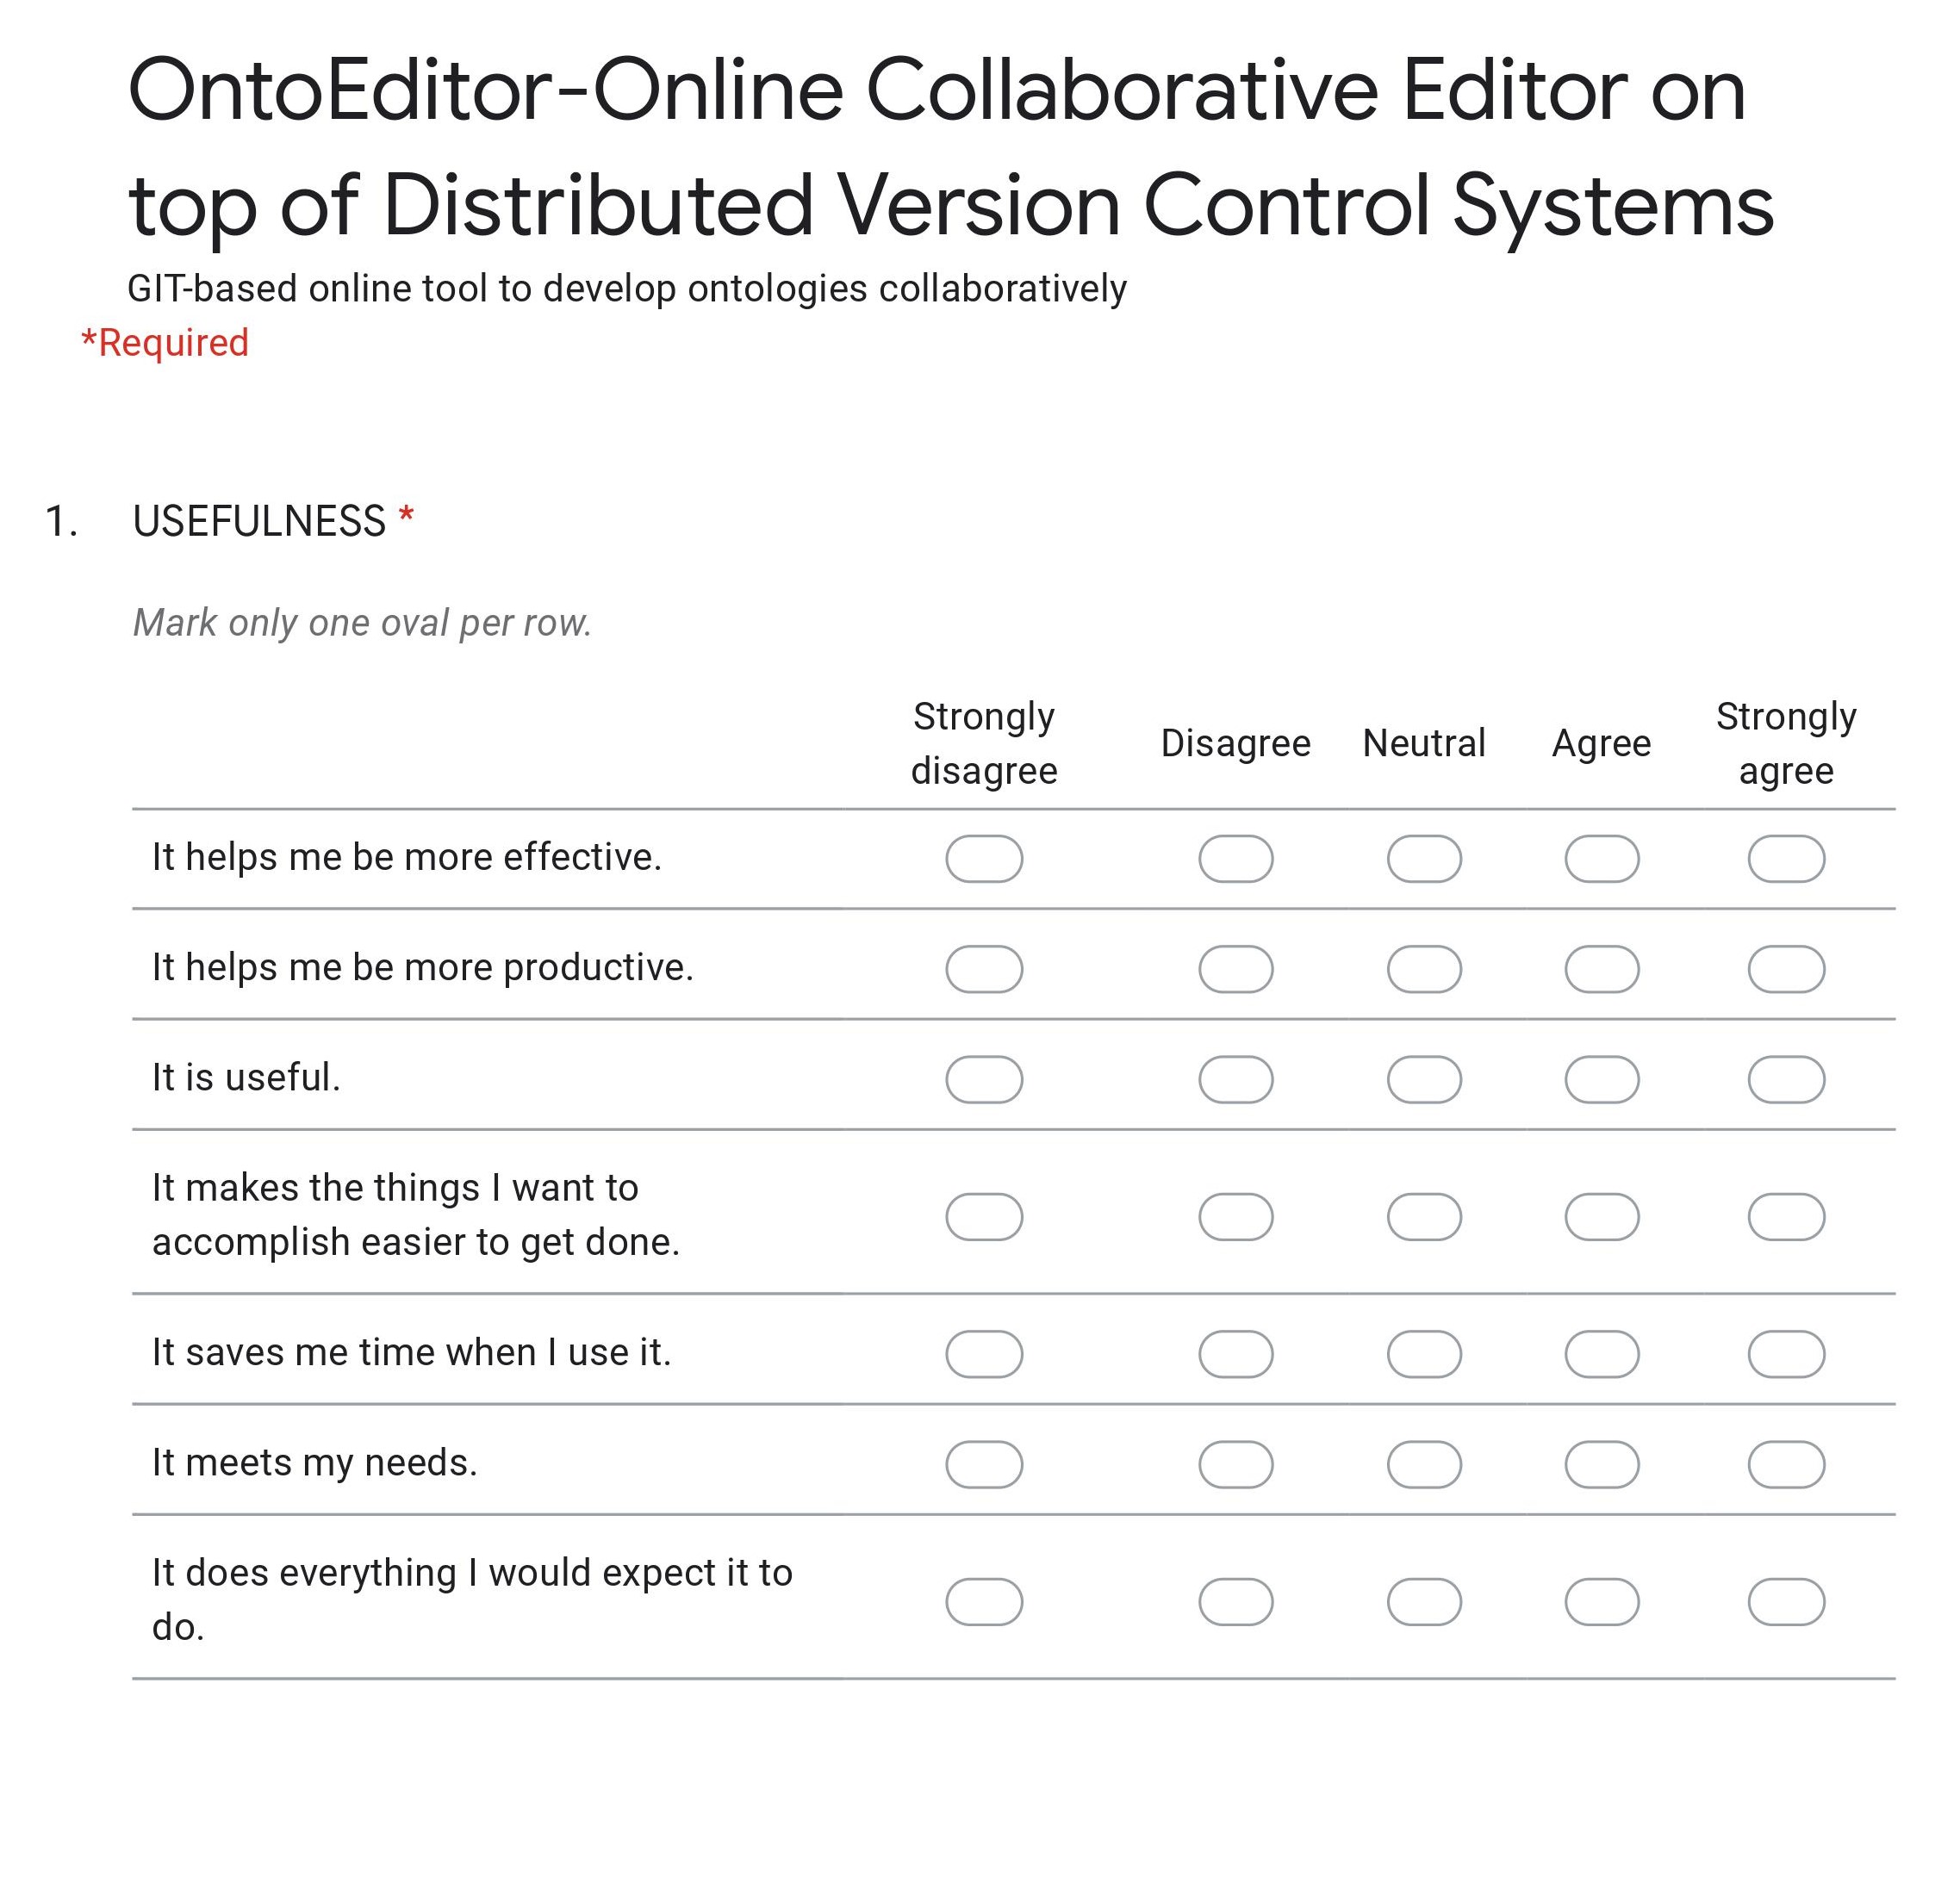 OntoEditor-Online Collaborative Editor on
top of Distributed Version Control Systems
GIT-based online tool to develop ontologies collaboratively
*Required
1. USEFULNESS *
Mark only one oval per row.
Strongly disagree Disagree Neutral Agree Strongly agree
It helps me be more effective.
It helps me be more productive.
It is useful.
It makes the things I want to
accomplish easier to get done.
It saves me time when I use it.
It meets my needs.
It does everything I would expect it to
do.